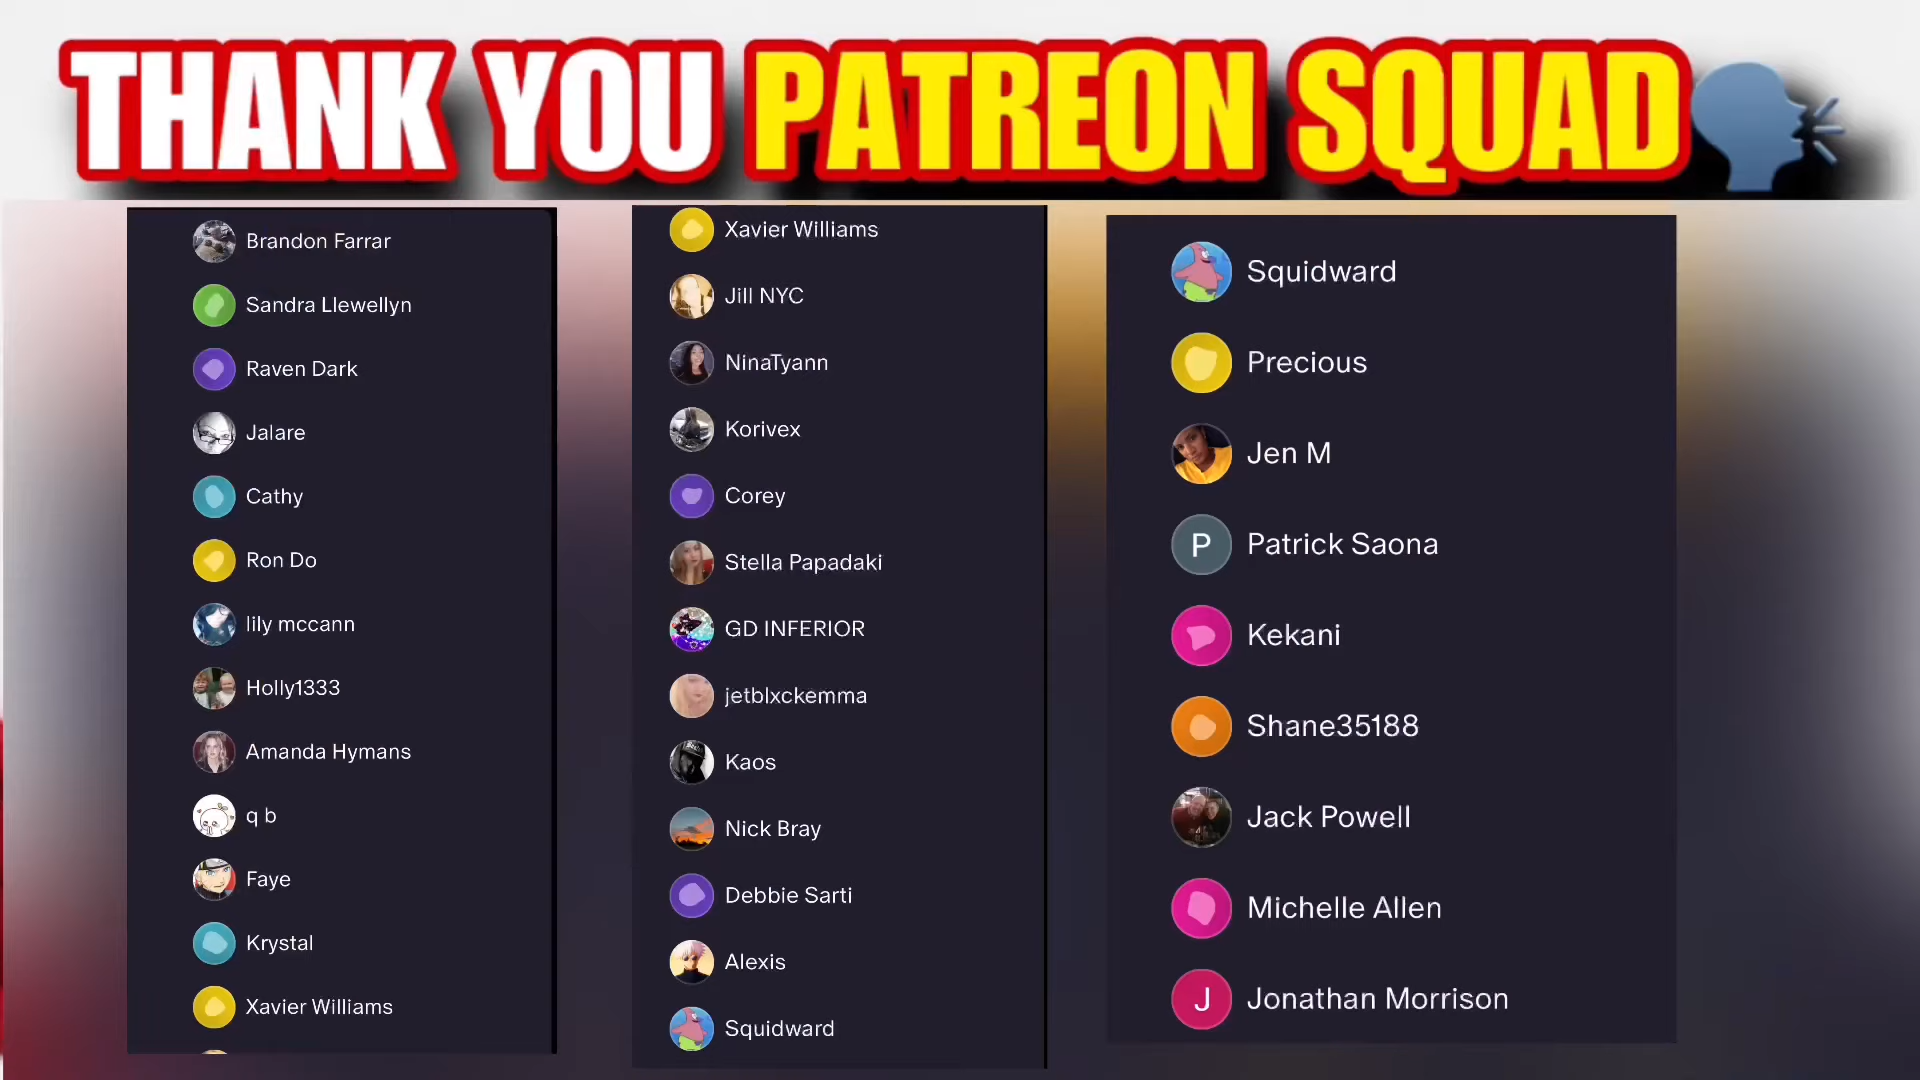 THANK YOU PATREON SQUAD
Brandon Farrar
Sandra Llewellyn
Raven Dark
Jalare
Cathy
Ron Do
lily mccann
Holly1333
Amanda Hymans
q b
Faye
Krystal
Xavier Williams
Xavier Williams
Jill NYC
NinaTyann
Korivex
Corey
Stella Papadaki
GD INFERIOR
jetblxckemma
Kaos
Nick Bray
Debbie Sarti
Alexis
Squidward
Squidward
Precious
Jen M
P Patrick Saona
Kekani
Shane35188
Jack Powell
Michelle Allen
J Jonathan Morrison